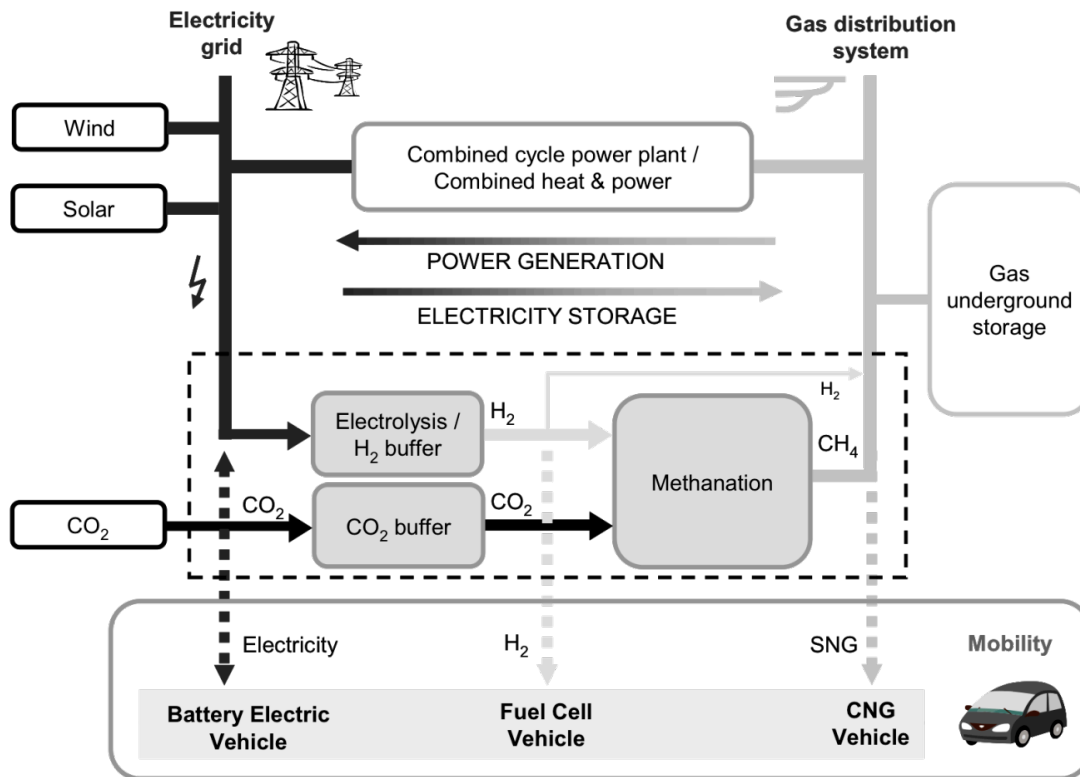 Electricity
grid
Gas distribution
system
Wind
Combined cycle power plant /
Combined heat & power
Solar
POWER GENERATION
Gas
underground
storage
ELECTRICITY STORAGE
H₂
Electrolysis /
H₂ buffer
H₂
CH₄
Methanation
CO₂
CO₂
CO₂ buffer
CO₂
Electricity
H₂
SNG
Mobility
Battery Electric
Vehicle
Fuel Cell
Vehicle
CNG
Vehicle